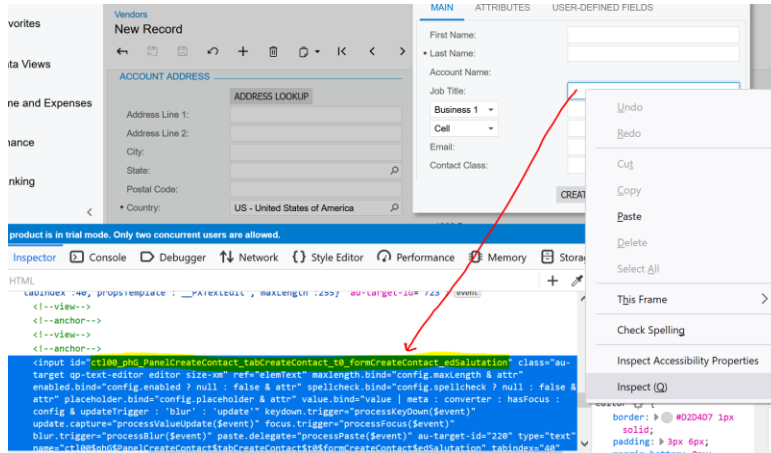 vorites
ta Views
ne and Expenses
nance
nking
Vendors
New Record
ACCOUNT ADDRESS
ADDRESS LOOKUP
Address Line 1:
Address Line 2:
City:
State:
Postal Code:
• Country:
US - United States of America
MAIN ATTRIBUTES USER-DEFINED FIELDS
First Name:
• Last Name:
Account Name:
Job Title:
Business 1
Cell
Email:
Contact Class:
CREAT
Undo
Redo
Cut
Copy
Paste
Delete
Select All
This Frame
Check Spelling
Inspect Accessibility Properties
Inspect (Q)
product is in trial mode. Only two concurrent users are allowed.
Inspector Console Debugger Network {} Style Editor Performance Memory Storag
HTML
tabindex :40, propsTemplate : __PXTextEdit , maxLength :255} au-target-id= 723 event
<!--view-->
<!--anchor-->
<!--view-->
<!--anchor-->
<input id="ctl00_phG_PanelCreateContact_tabCreateContact_t0_formCreateContact_edSalutation" class="au-
target qp-text-editor editor size-xm" ref="elemText" maxlength.bind="config.maxLength & attr"
enabled.bind="config.enabled ? null : false & attr" spellcheck.bind="config.spellcheck ? null : false &
attr" placeholder.bind="config.placeholder & attr" value.bind="value | meta : converter : hasFocus :
config & updateTrigger : 'blur' : 'update'" keydown.trigger="processKeyDown($event)"
update.capture="processValueUpdate($event)" focus.trigger="processFocus($event)"
blur.trigger="processBlur($event)" paste.delegate="processPaste($event)" au-target-id="220" type="text"
name="ctl00$phG$PanelCreateContact$tabCreateContact$t0$formCreateContact$edSalutation" tabindex="40"
border: #D2D4D7 1px
solid;
padding: 3px 6px;